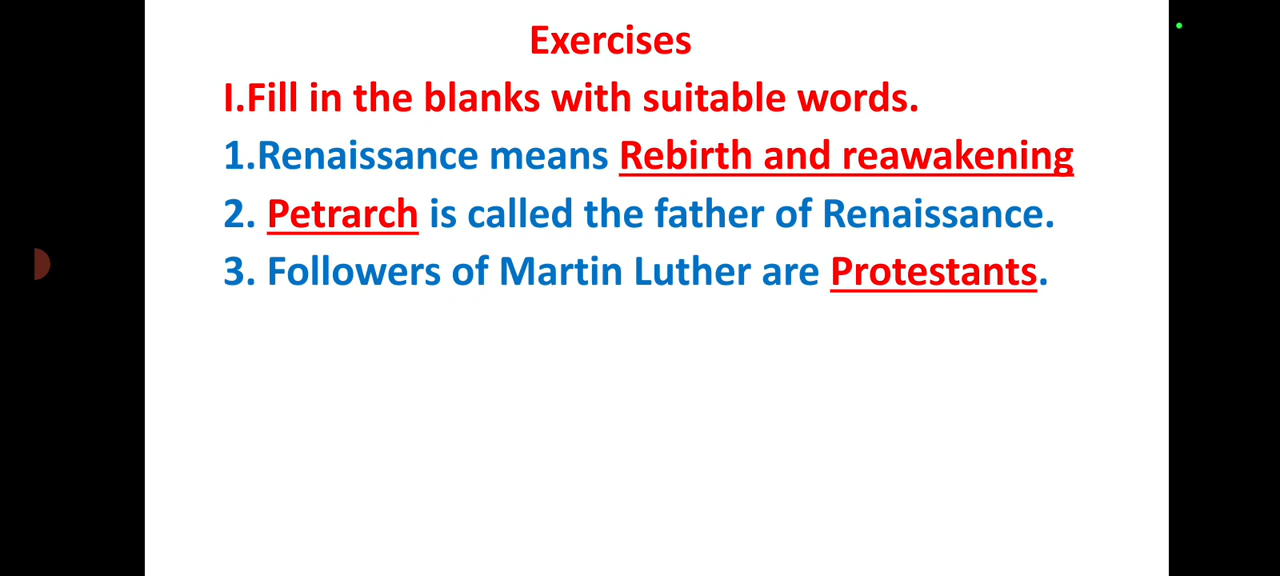 Exercises
I.Fill in the blanks with suitable words.
1.Renaissance means Rebirth and reawakening
2. Petrarch is called the father of Renaissance.
3. Followers of Martin Luther are Protestants.